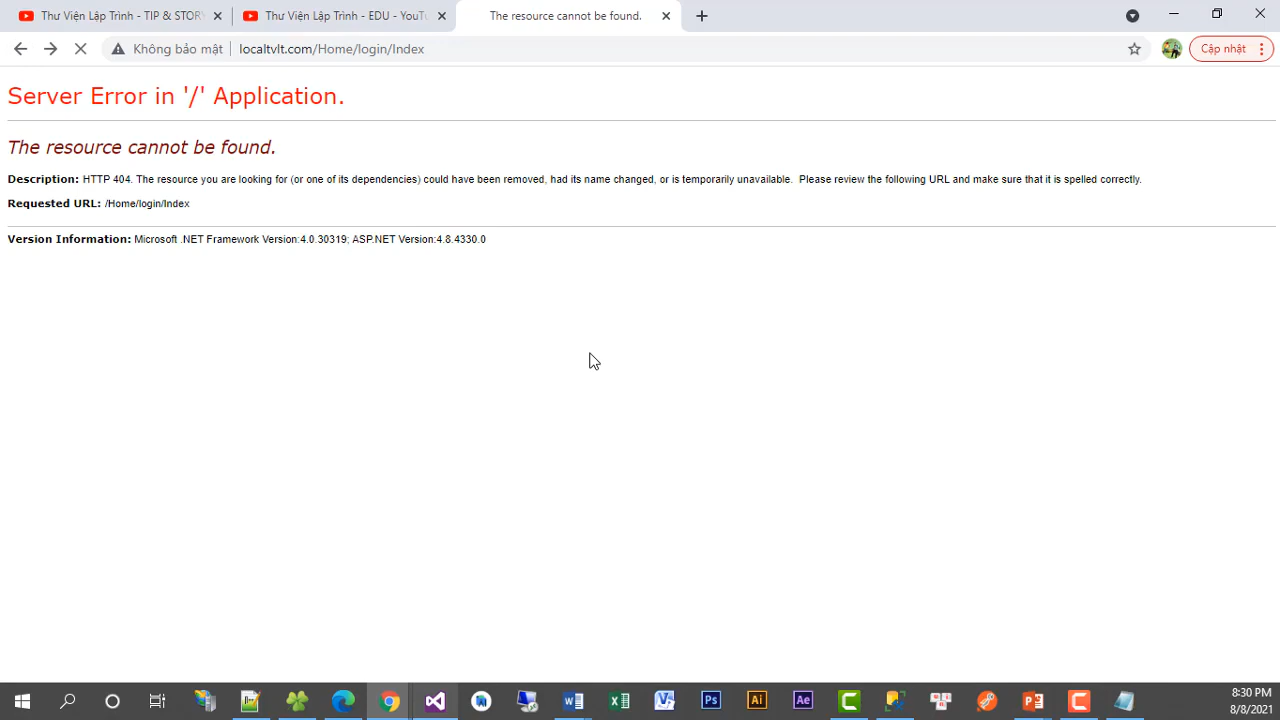 Thư Viện Lập Trình - TIP & STORY
Thư Viện Lập Trình - EDU - YouTu
The resource cannot be found.
Không bảo mật
localtvlt.com/Home/login/Index
Cập nhật
Server Error in '/' Application.
The resource cannot be found.
Description: HTTP 404. The resource you are looking for (or one of its dependencies) could have been removed, had its name changed, or is temporarily unavailable.  Please review the following URL and make sure that it is spelled correctly.
Requested URL: /Home/login/Index
Version Information: Microsoft .NET Framework Version:4.0.30319; ASP.NET Version:4.8.4330.0
Ps
Ai
Ae
8:30 PM
8/8/2021